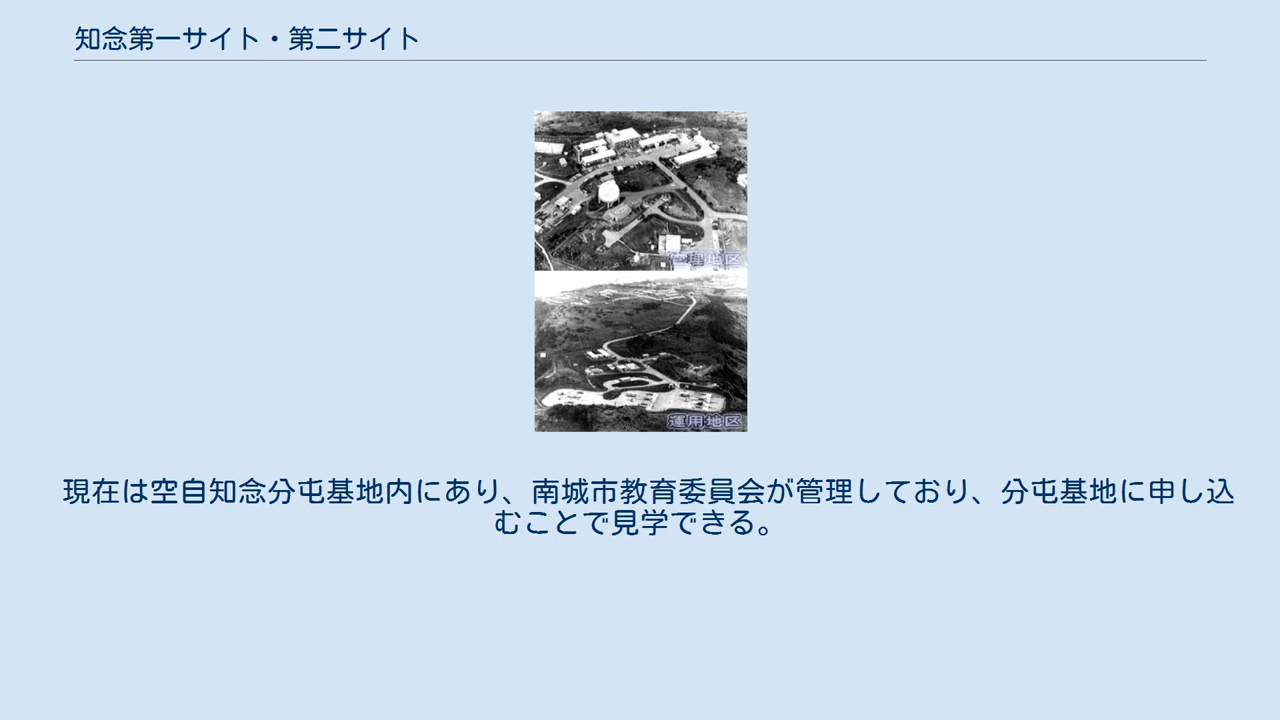 知念第一サイト・第二サイト
管理地区
運用地区
現在は空自知念分屯基地内にあり、南城市教育委員会が管理しており、分屯基地に申し込
むことで見学できる。